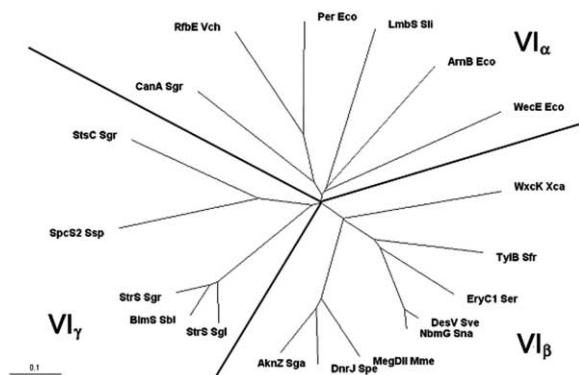 Per Eco
RfbE Vch
LmbS Sli
VIα
ArnB Eco
CanA Sgr
WecE Eco
StsC Sgr
WxcK Xca
SpcS2 Ssp
TylB Sfr
StrS Sgr
EryC1 Ser
BlmS Sbl
DesV Sve
StrS Sgl
NbmG Sna
VIγ
VIβ
AknZ Sga
MegDII Mme
DnrJ Spe
0.1